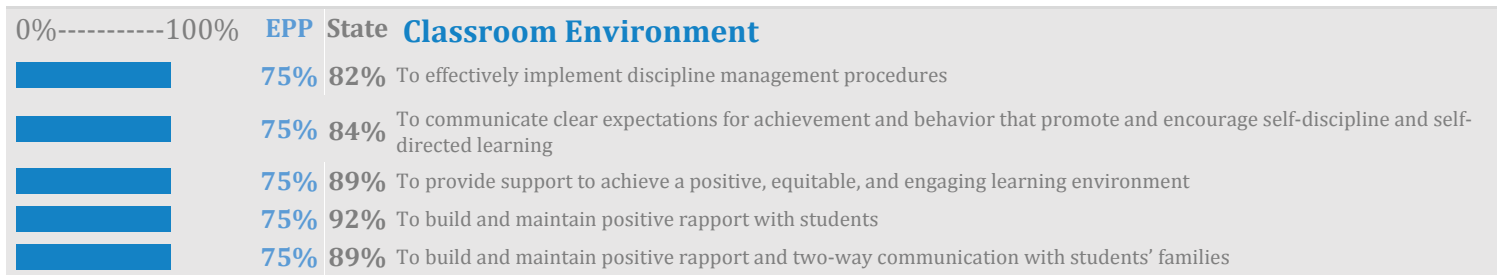 0%-----------100% EPP State Classroom Environment
75% 82% To effectively implement discipline management procedures
75% 84% To communicate clear expectations for achievement and behavior that promote and encourage self-discipline and self-
directed learning
75% 89% To provide support to achieve a positive, equitable, and engaging learning environment
75% 92% To build and maintain positive rapport with students
75% 89% To build and maintain positive rapport and two-way communication with students’ families